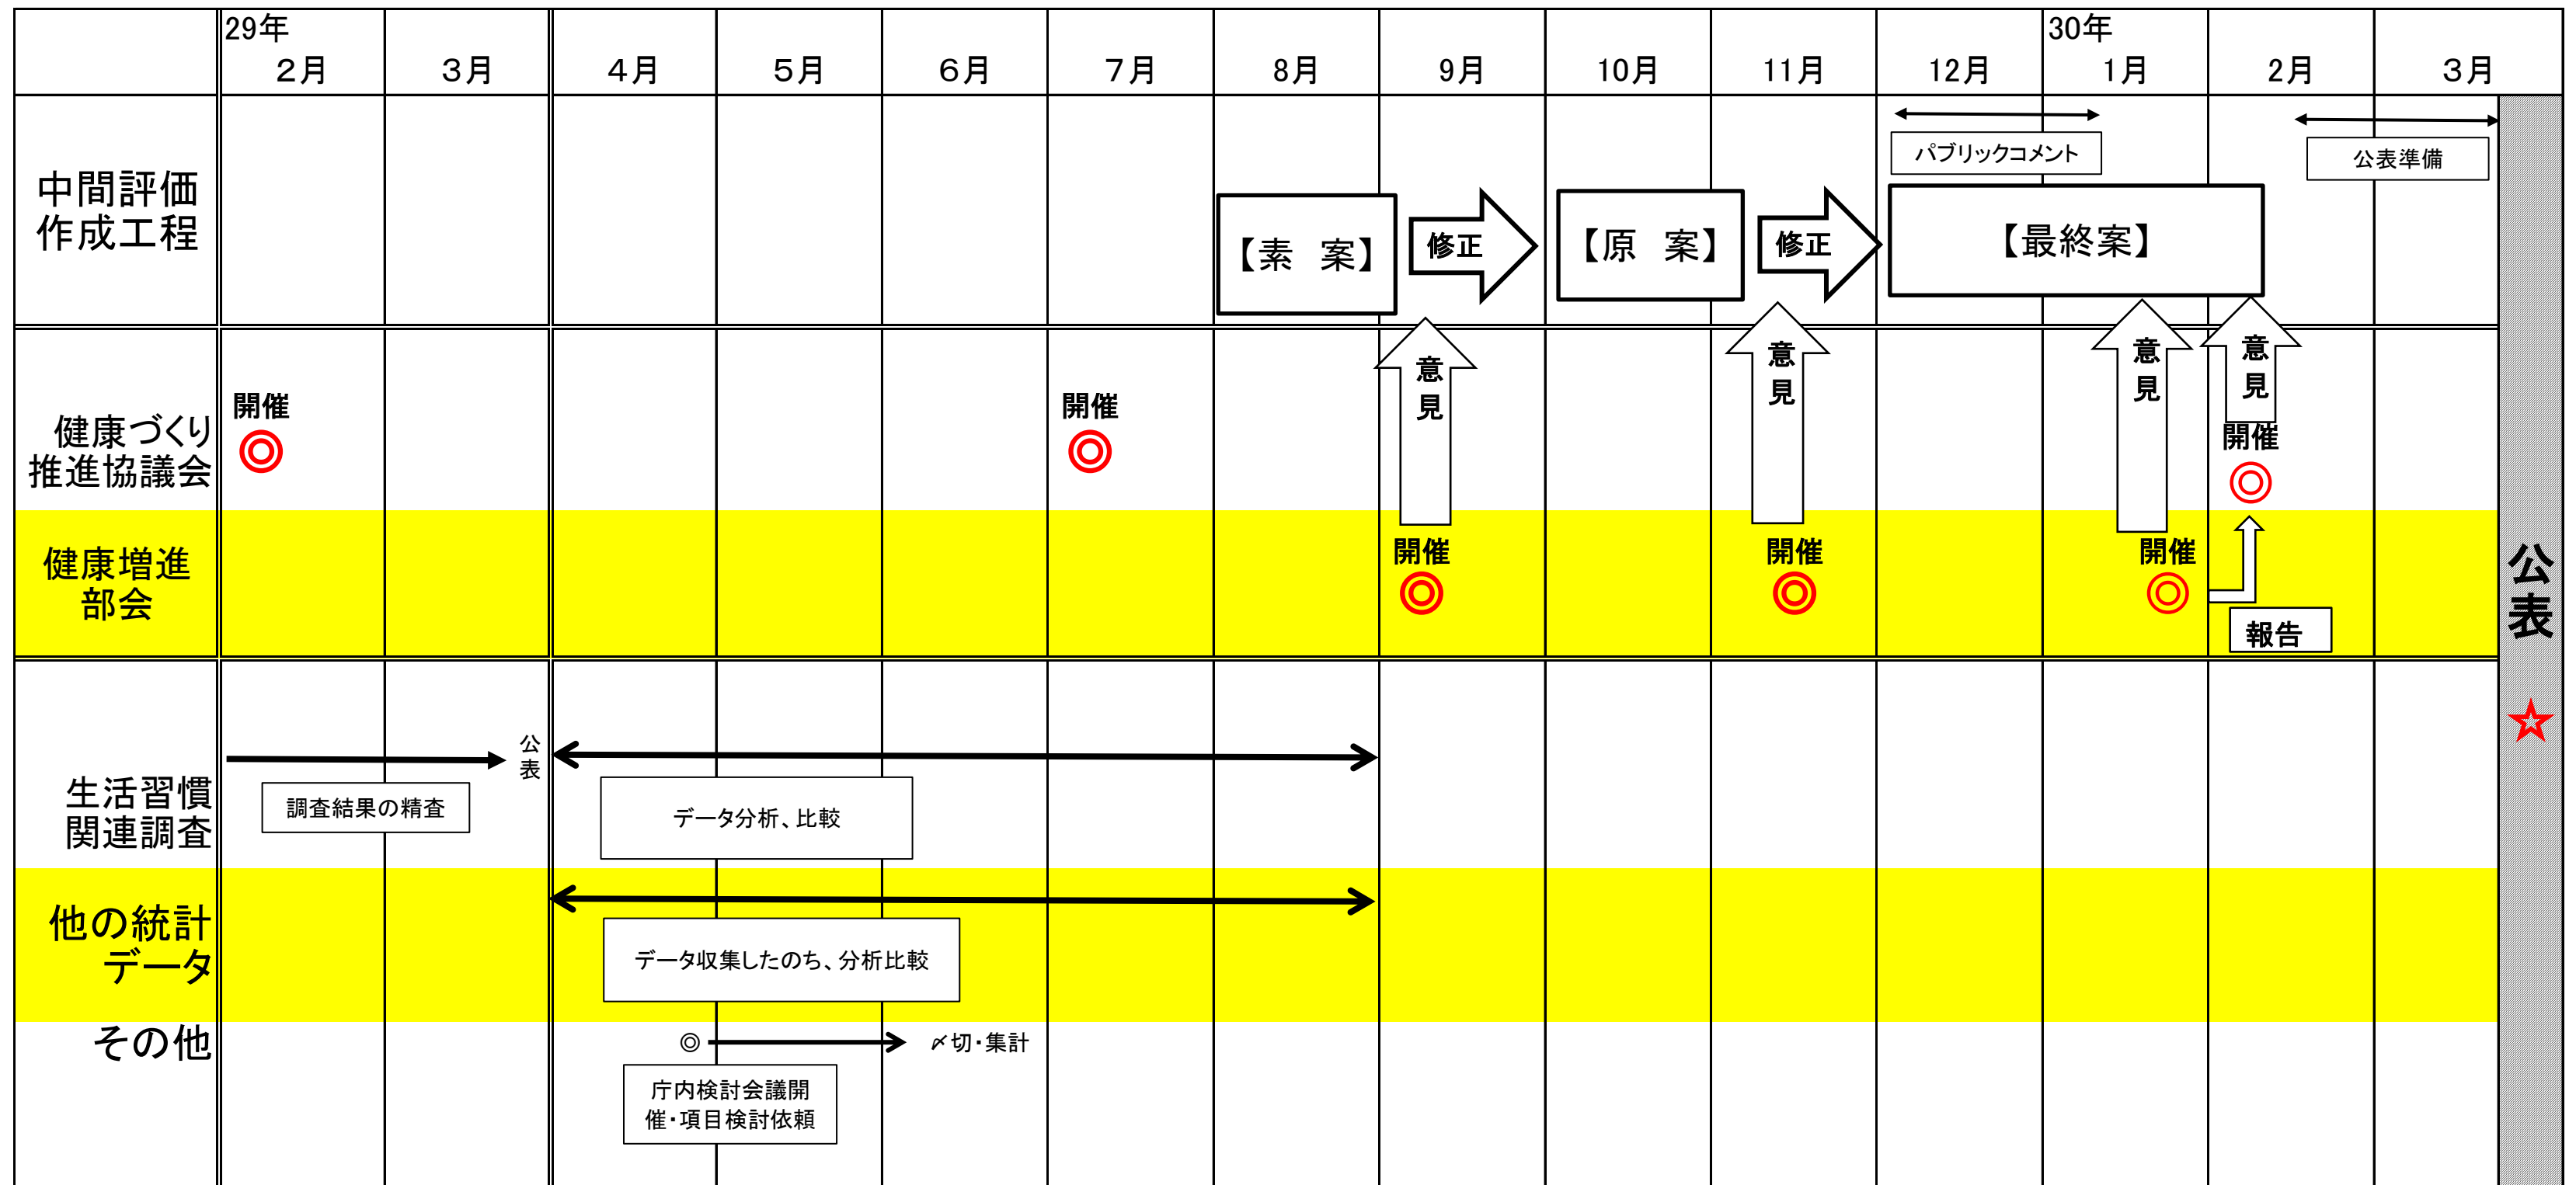 29年
30年
２月
３月
４月
５月
６月
７月
8月
9月
10月
11月
12月
1月
2月
３月
中間評価
作成工程
パブリックコメント
公表準備
【素　案】
修正
【原　案】
修正
【最終案】
健康づくり
推進協議会
開催
◎
開催
◎
意
見
意
見
意
見
意
見
開催
◎
健康増進
部会
開催
◎
開催
◎
開催
◎
報告
公
表
☆
生活習慣
関連調査
調査結果の精査
公
表
データ分析、比較
他の統計
データ
データ収集したのち、分析比較
その他
◎
〆切・集計
庁内検討会議開
催・項目検討依頼